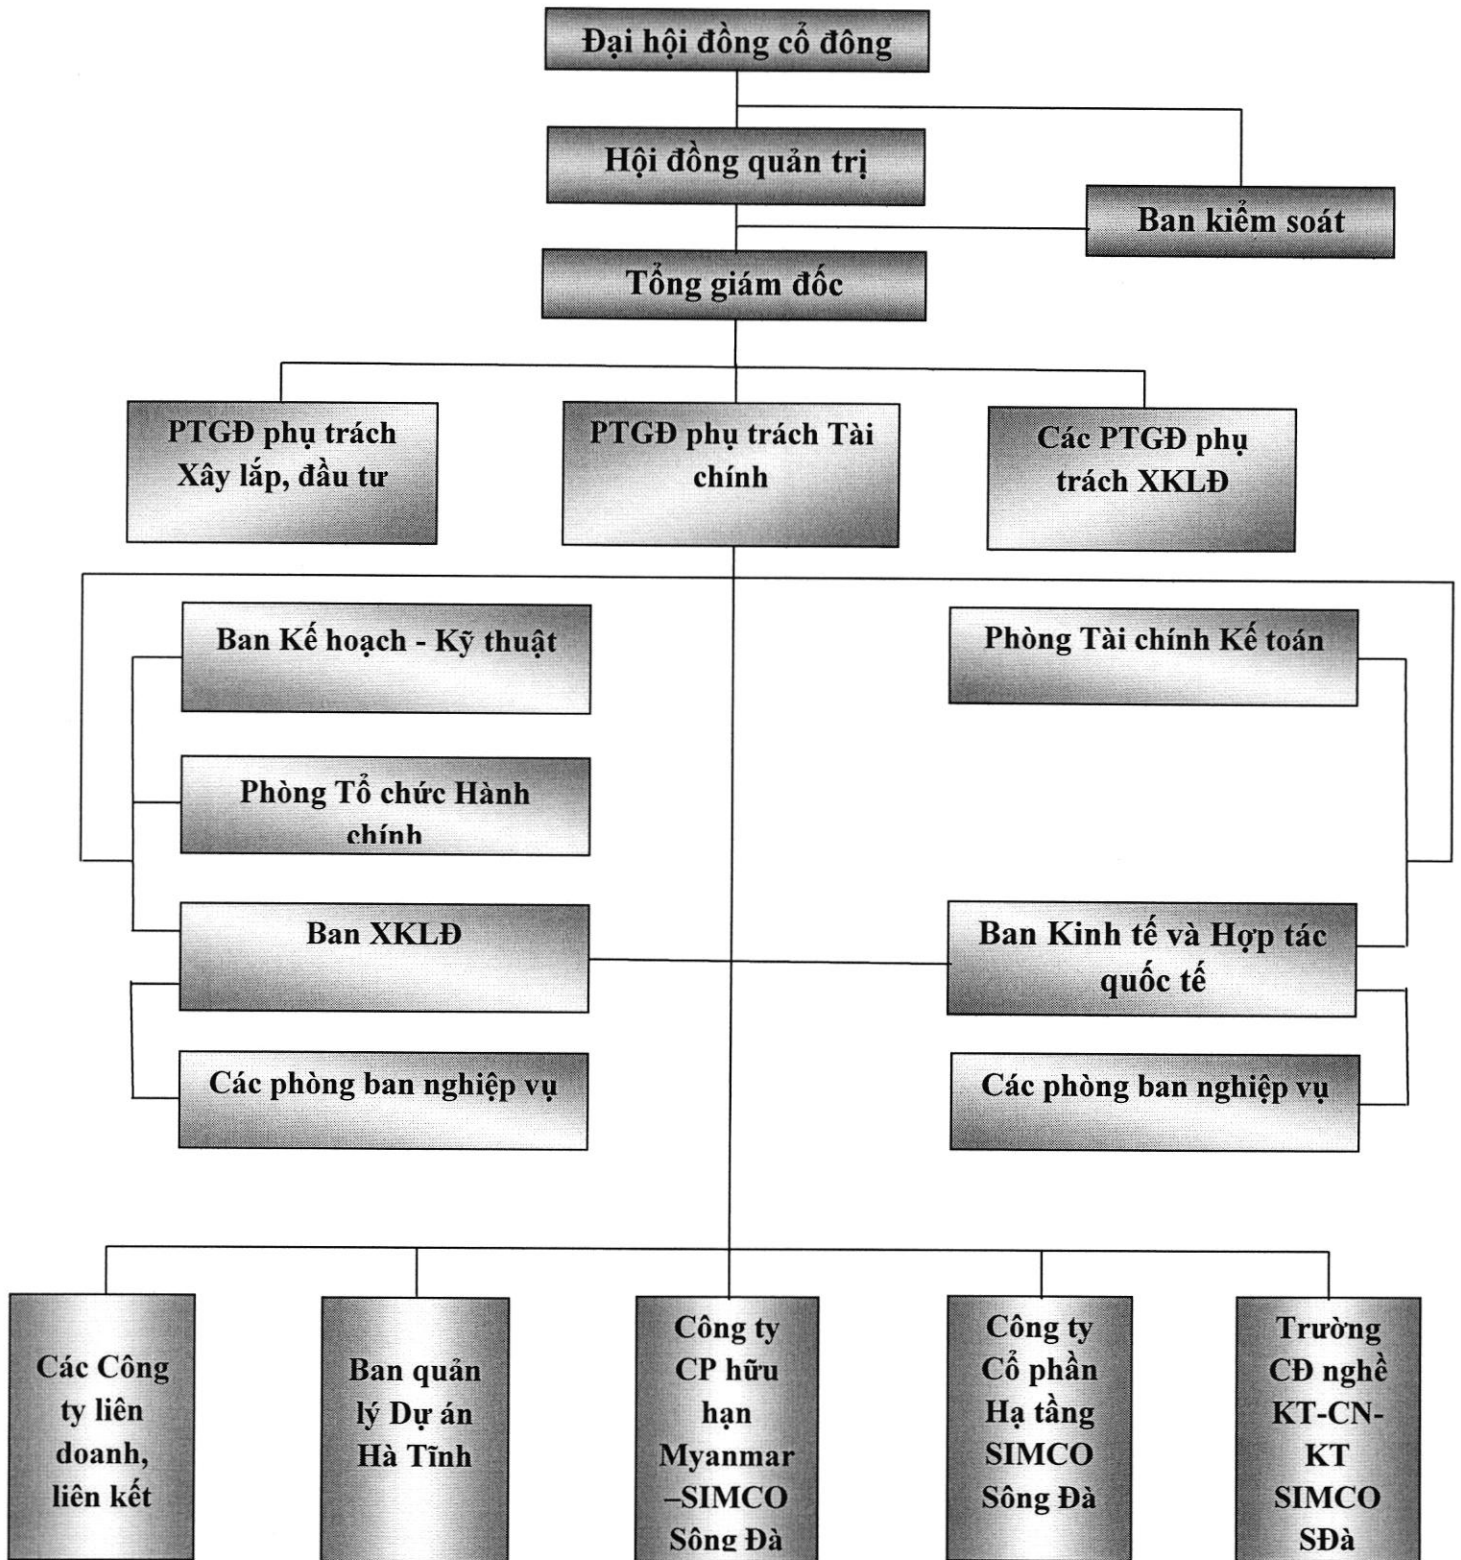 Đại hội đồng cổ đông
Hội đồng quản trị
Ban kiểm soát
Tổng giám đốc
PTGĐ phụ trách
Xây lắp, đầu tư
PTGĐ phụ trách Tài
chính
Các PTGĐ phụ
trách XKLĐ
Ban Kế hoạch - Kỹ thuật
Phòng Tài chính Kế toán
Phòng Tổ chức Hành
chính
Ban XKLĐ
Ban Kinh tế và Hợp tác
quốc tế
Các phòng ban nghiệp vụ
Các phòng ban nghiệp vụ
Các Công
ty liên
doanh,
liên kết
Ban quản
lý Dự án
Hà Tĩnh
Công ty
CP hữu
hạn
Myanmar
–SIMCO
Sông Đà
Công ty
Cổ phần
Hạ tầng
SIMCO
Sông Đà
Trường
CĐ nghề
KT-CN-
KT
SIMCO
SĐà